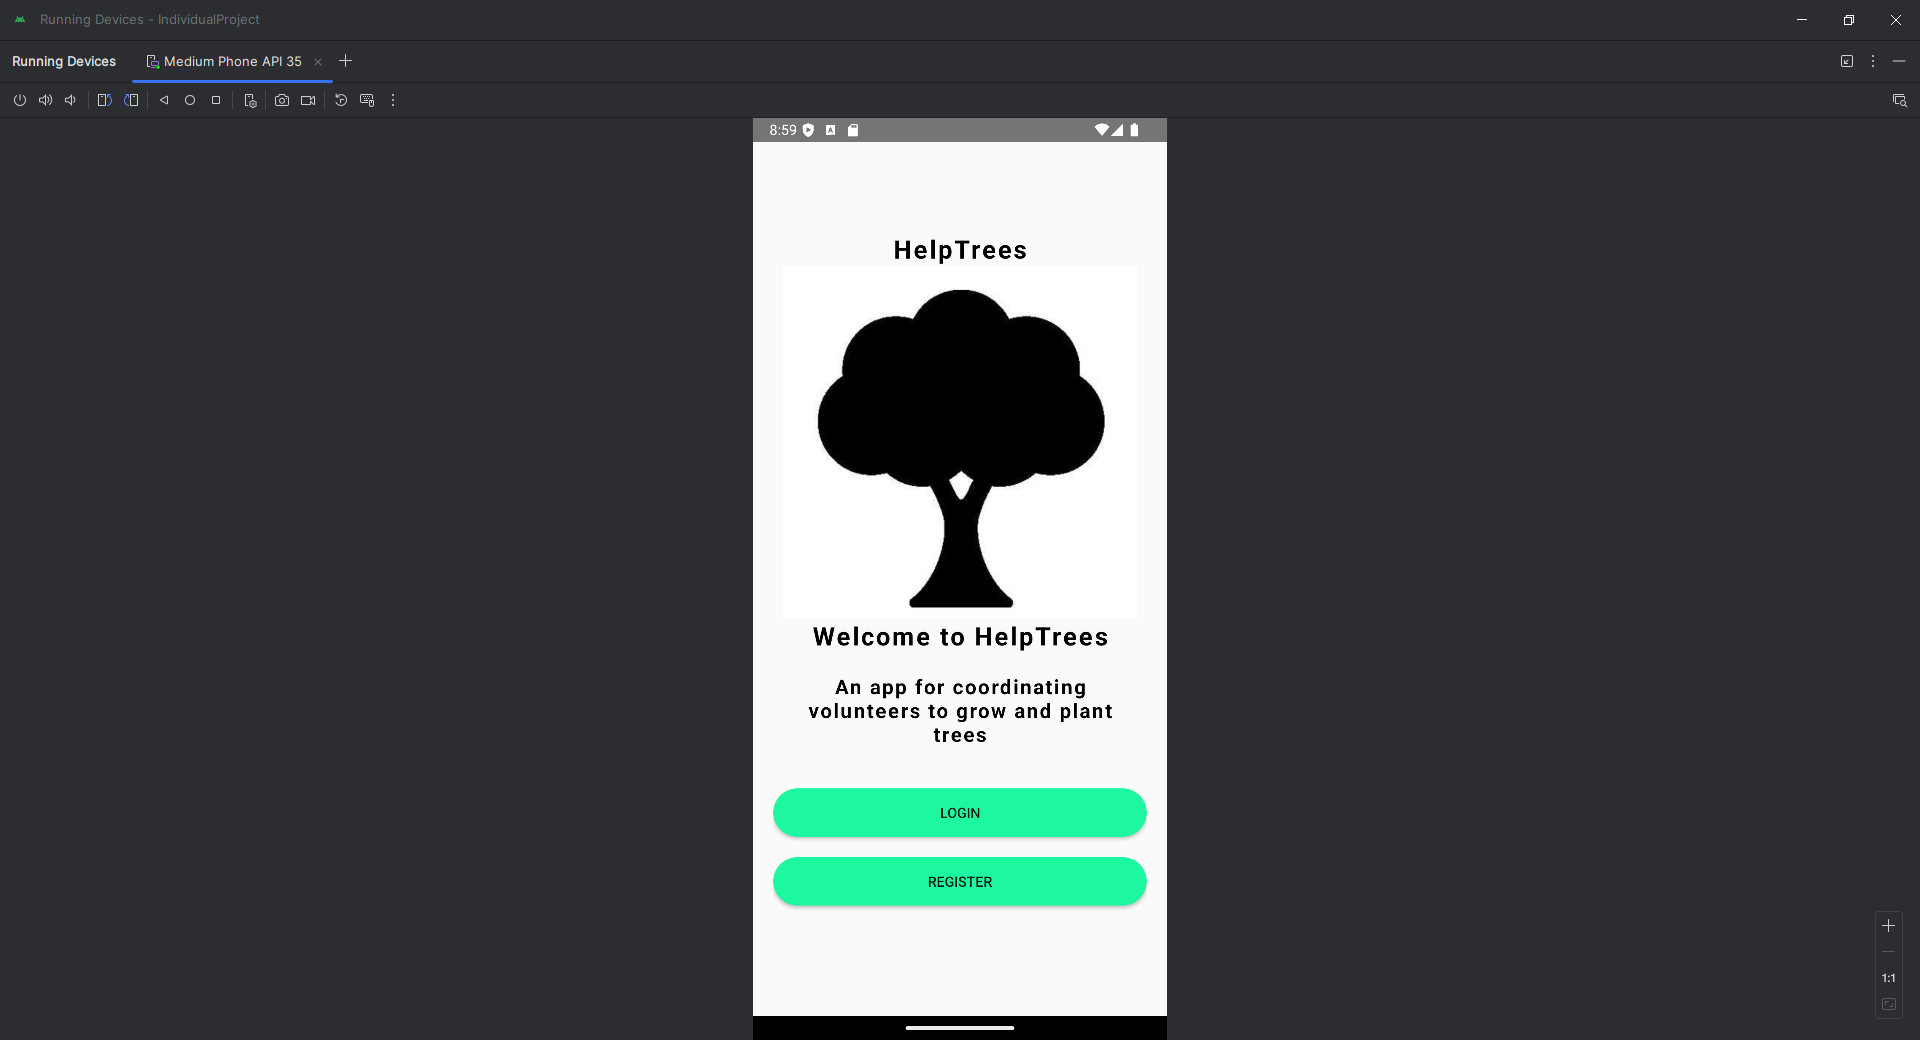 Running Devices - IndividualProject
Running Devices
Medium Phone API 35
8:59
A
HelpTrees
Welcome to HelpTrees
An app for coordinating
volunteers to grow and plant
trees
LOGIN
REGISTER
1:1